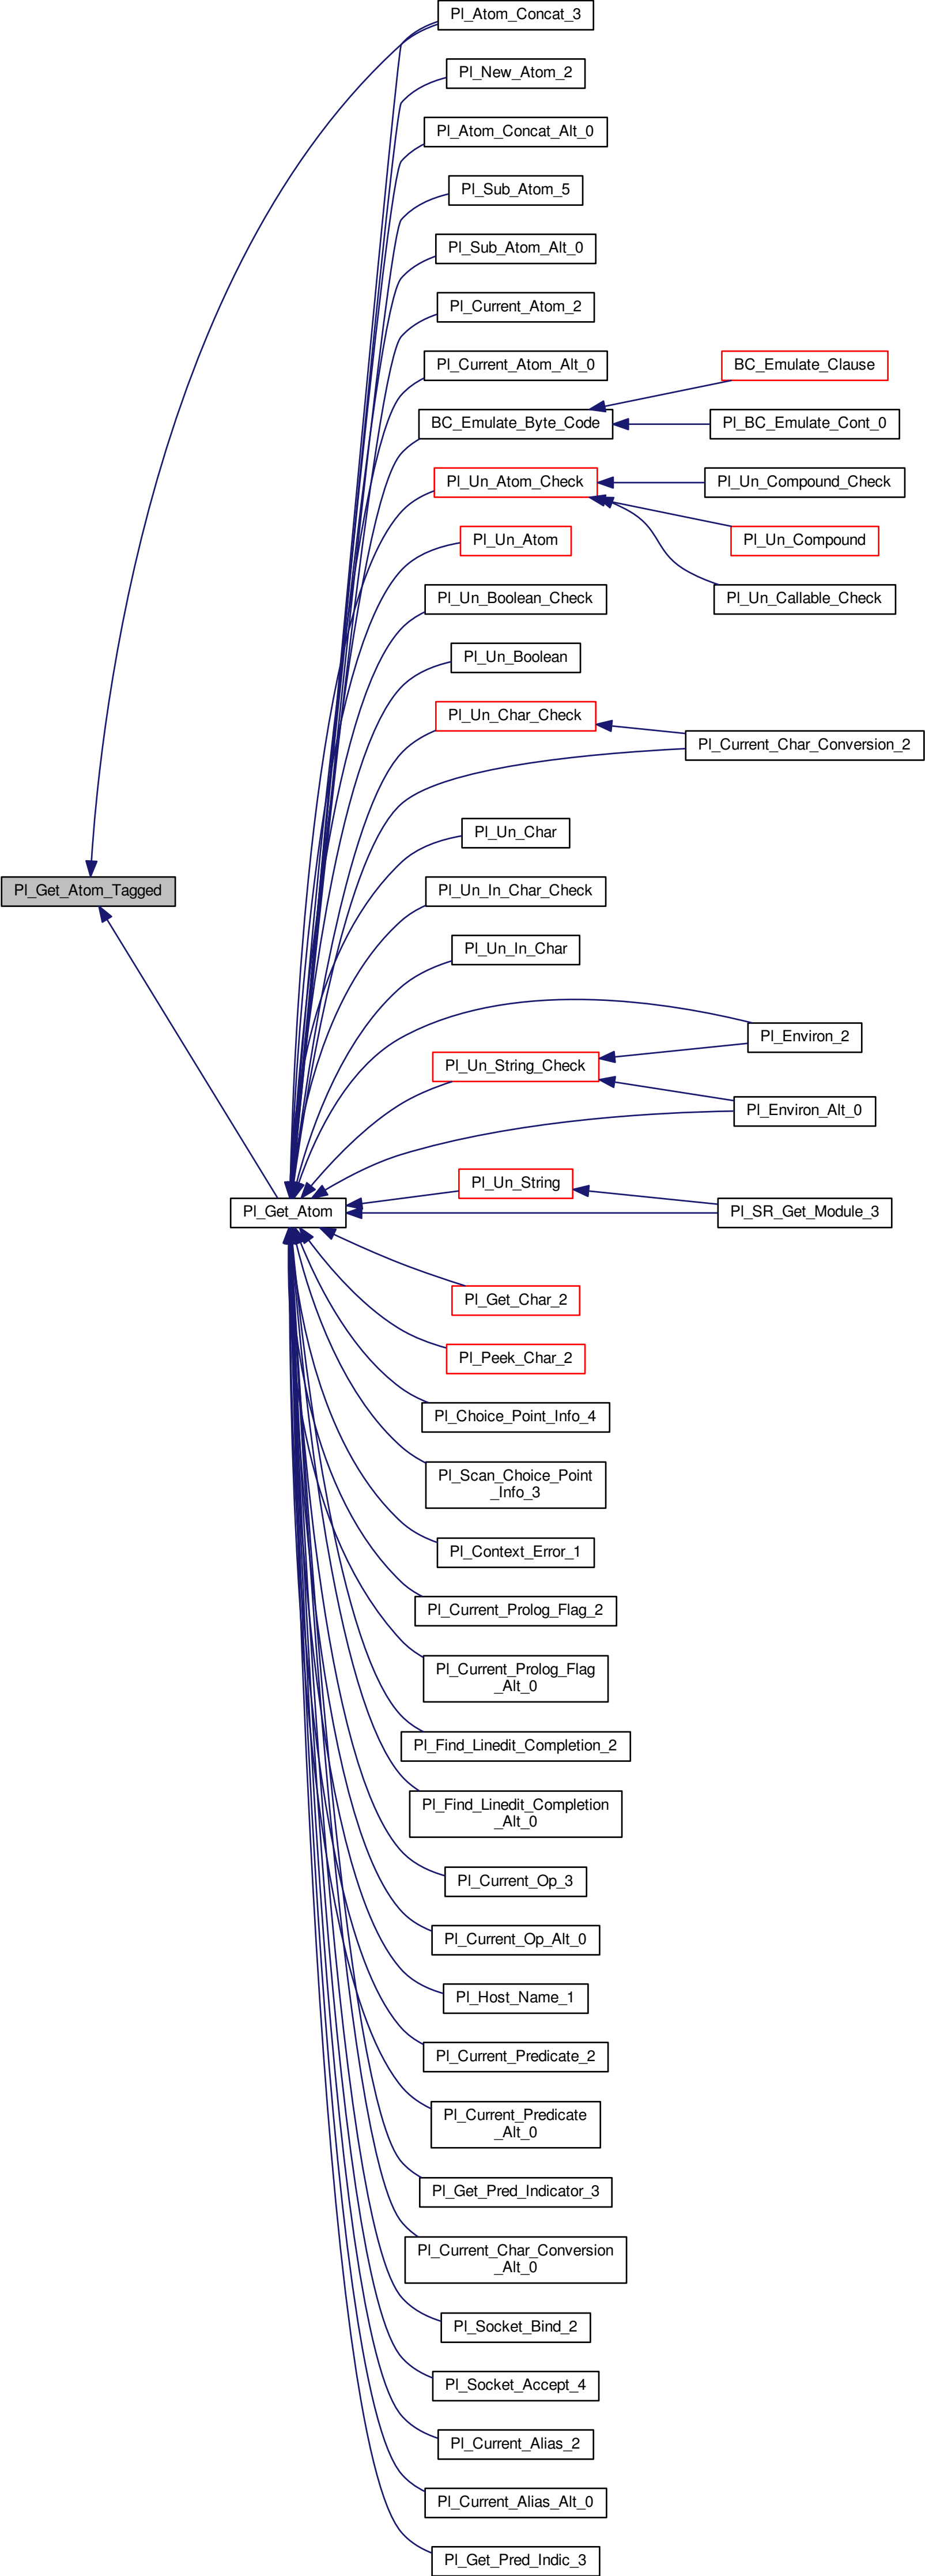 Pl_Atom_Concat_3
Pl_New_Atom_2
Pl_Atom_Concat_Alt_0
Pl_Sub_Atom_5
Pl_Sub_Atom_Alt_0
Pl_Current_Atom_2
Pl_Current_Atom_Alt_0
BC_Emulate_Clause
BC_Emulate_Byte_Code
Pl_BC_Emulate_Cont_0
Pl_Un_Atom_Check
Pl_Un_Compound_Check
Pl_Un_Atom
Pl_Un_Compound
Pl_Un_Boolean_Check
Pl_Un_Callable_Check
Pl_Un_Boolean
Pl_Un_Char_Check
Pl_Current_Char_Conversion_2
Pl_Un_Char
Pl_Get_Atom_Tagged
Pl_Un_In_Char_Check
Pl_Un_In_Char
Pl_Environ_2
Pl_Un_String_Check
Pl_Environ_Alt_0
Pl_Un_String
Pl_Get_Atom
Pl_SR_Get_Module_3
Pl_Get_Char_2
Pl_Peek_Char_2
Pl_Choice_Point_Info_4
Pl_Scan_Choice_Point
_Info_3
Pl_Context_Error_1
Pl_Current_Prolog_Flag_2
Pl_Current_Prolog_Flag
_Alt_0
Pl_Find_Linedit_Completion_2
Pl_Find_Linedit_Completion
_Alt_0
Pl_Current_Op_3
Pl_Current_Op_Alt_0
Pl_Host_Name_1
Pl_Current_Predicate_2
Pl_Current_Predicate
_Alt_0
Pl_Get_Pred_Indicator_3
Pl_Current_Char_Conversion
_Alt_0
Pl_Socket_Bind_2
Pl_Socket_Accept_4
Pl_Current_Alias_2
Pl_Current_Alias_Alt_0
Pl_Get_Pred_Indic_3